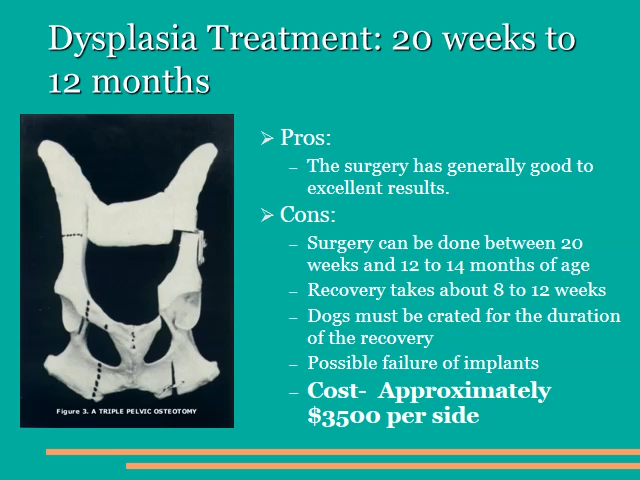 Dysplasia Treatment: 20 weeks to
12 months
Figure 3. A TRIPLE PELVIC OSTEOTOMY
➢ Pros:
– The surgery has generally good to
excellent results.
➢ Cons:
– Surgery can be done between 20
weeks and 12 to 14 months of age
– Recovery takes about 8 to 12 weeks
– Dogs must be crated for the duration
of the recovery
– Possible failure of implants
– Cost- Approximately
$3500 per side